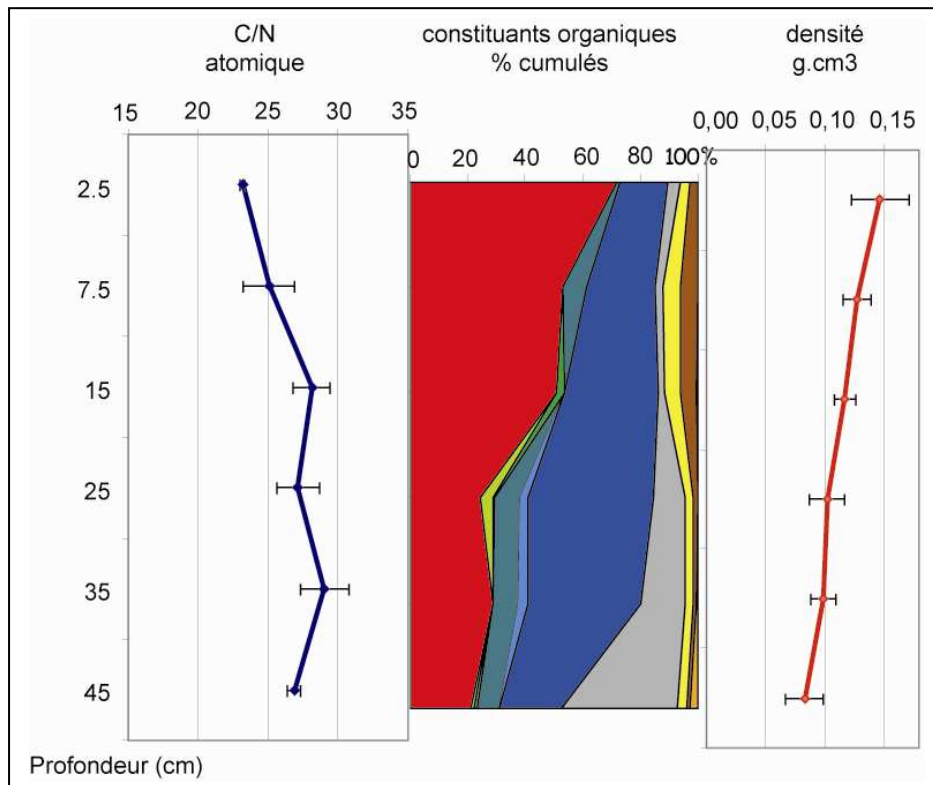 C/N
atomique
constituants organiques
% cumulés
densité
g.cm3
15 20 25 30 35
0 20 40 60 80 100%
0,00 0,05 0,10 0,15
2.5
7.5
15
25
35
45
Profondeur (cm)